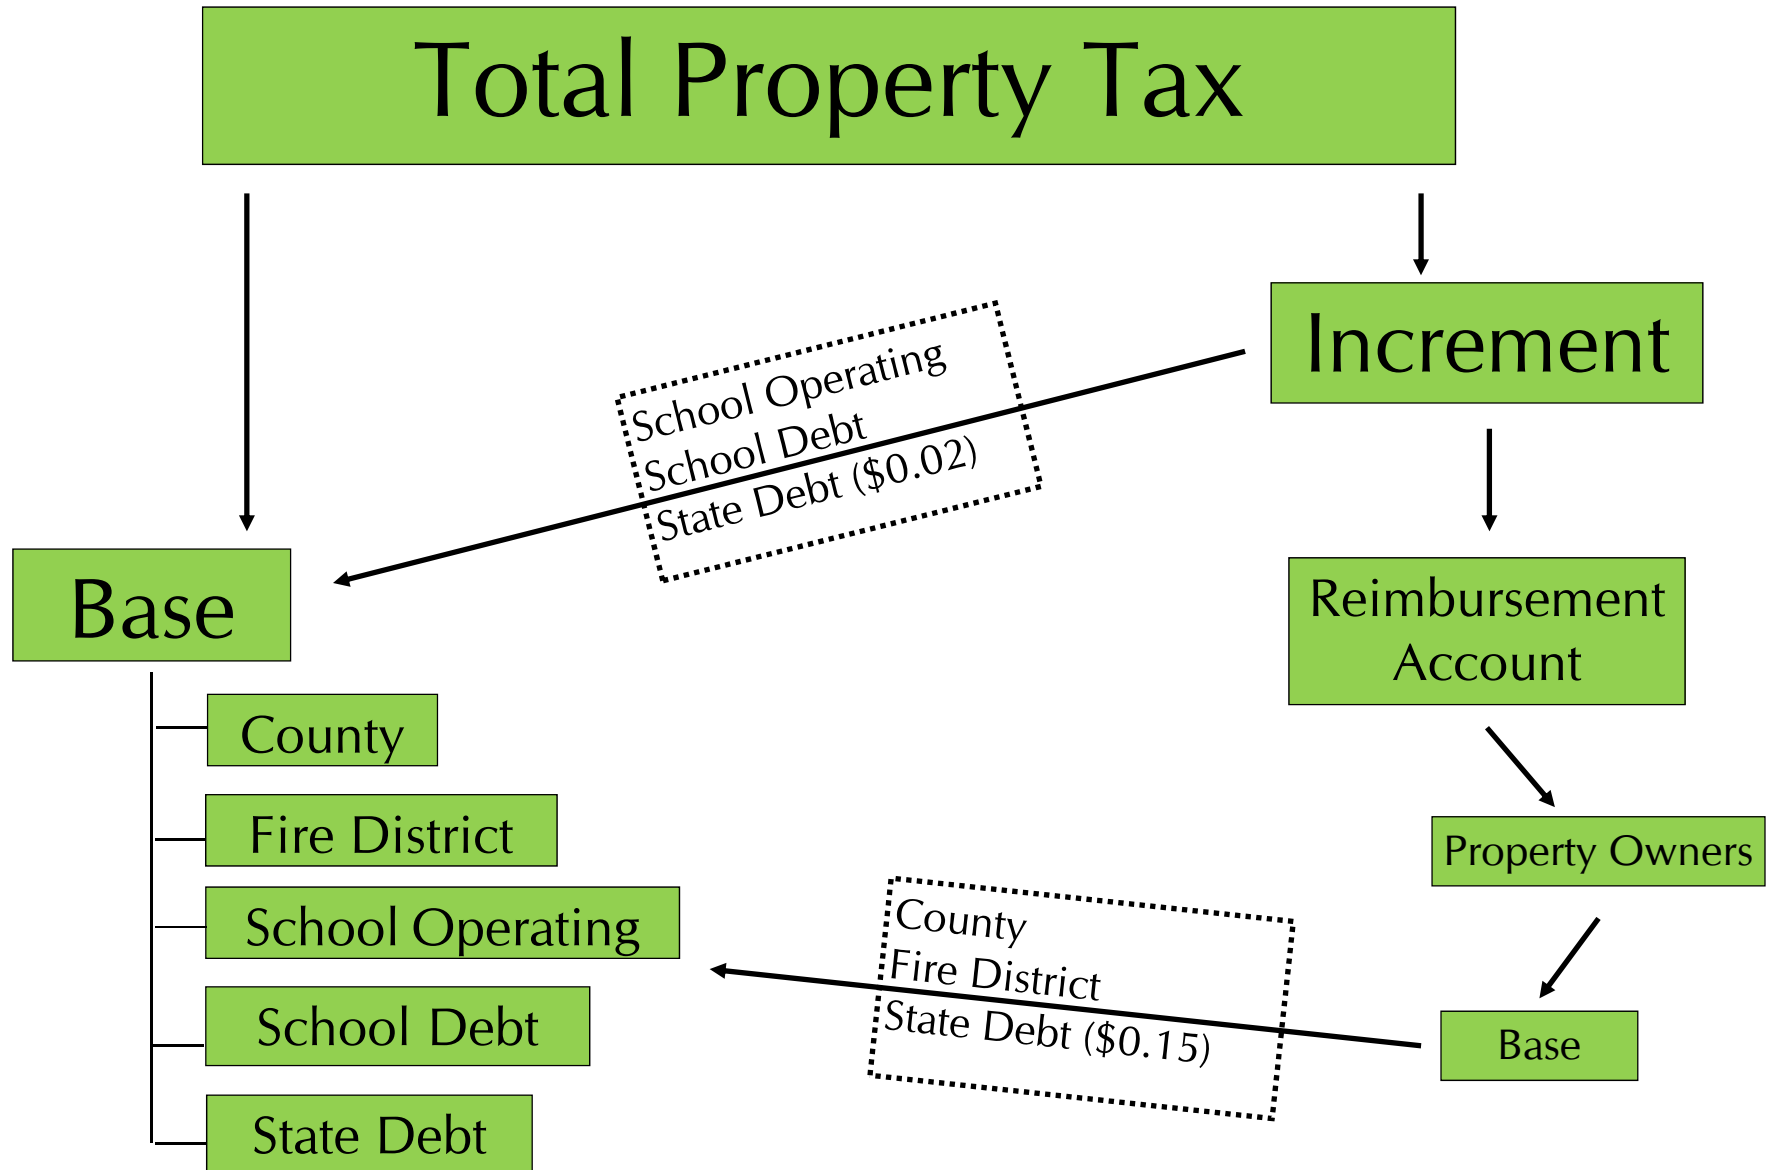 Total Property Tax
Increment
School Operating
School Debt
State Debt ($0.02)
Base
Reimbursement
Account
County
Fire District
School Operating
School Debt
State Debt
Property Owners
County
Fire District
State Debt ($0.15)
Base